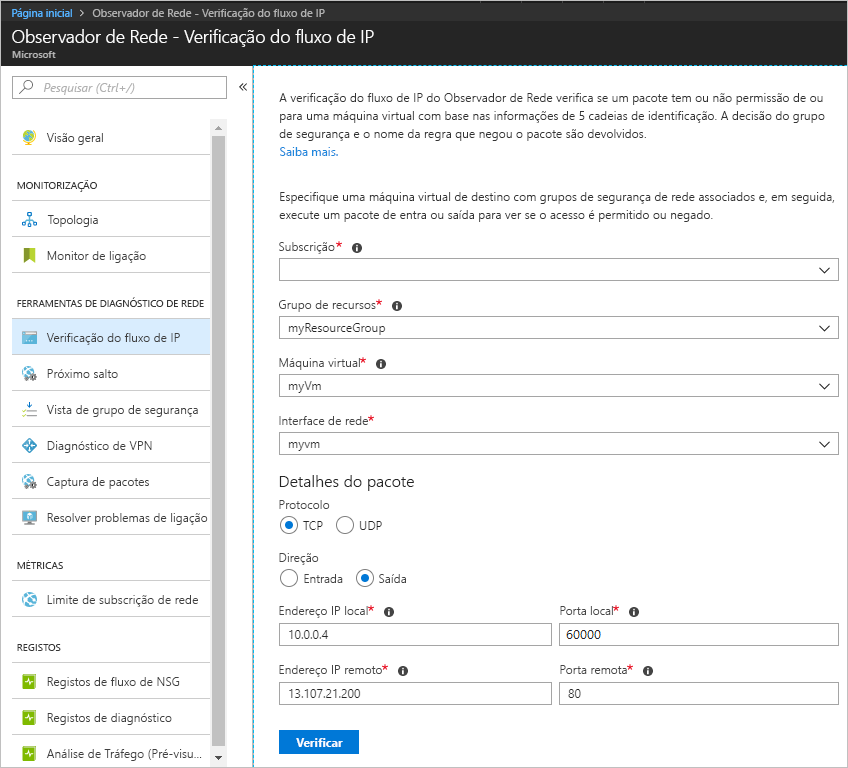 Página inicial > Observador de Rede - Verificação do fluxo de IP
Observador de Rede - Verificação do fluxo de IP
Microsoft
Pesquisar (Ctrl+/)
«
Visão geral
MONITORIZAÇÃO
Topologia
Monitor de ligação
FERRAMENTAS DE DIAGNÓSTICO DE REDE
Verificação do fluxo de IP
Próximo salto
Vista de grupo de segurança
Diagnóstico de VPN
Captura de pacotes
Resolver problemas de ligação
MÉTRICAS
Limite de subscrição de rede
REGISTOS
Registos de fluxo de NSG
Registos de diagnóstico
Análise de Tráfego (Pré-visu...
A verificação do fluxo de IP do Observador de Rede verifica se um pacote tem ou não permissão de ou
para uma máquina virtual com base nas informações de 5 cadeias de identificação. A decisão do grupo
de segurança e o nome da regra que negou o pacote são devolvidos.
Saiba mais.
Especifique uma máquina virtual de destino com grupos de segurança de rede associados e, em seguida,
execute um pacote de entra ou saída para ver se o acesso é permitido ou negado.
Subscrição*
Grupo de recursos*
myResourceGroup
Máquina virtual*
myVm
Interface de rede*
myvm
Detalhes do pacote
Protocolo
TCP UDP
Direção
Entrada Saída
Endereço IP local* Porta local*
10.0.0.4 60000
Endereço IP remoto* Porta remota*
13.107.21.200 80
Verificar